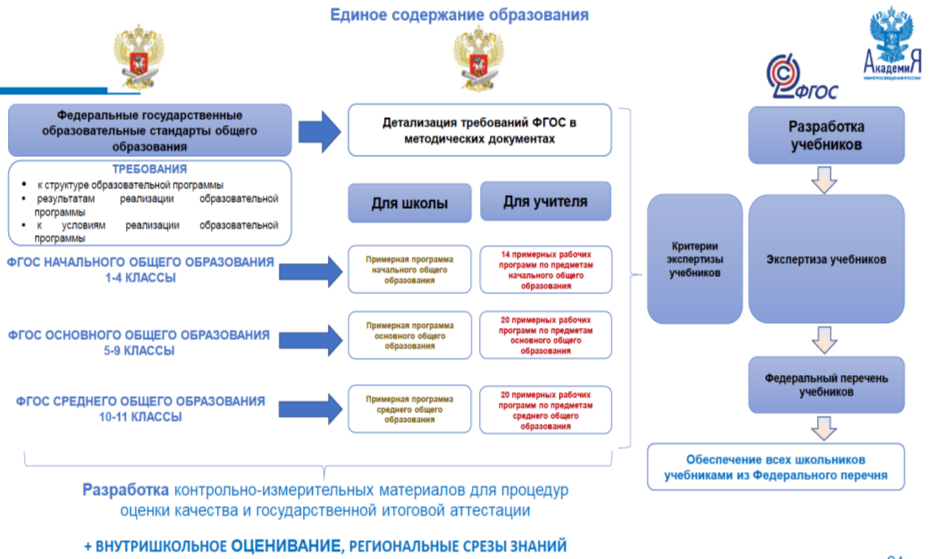 Единое содержание образования
АкадемиЯ
МИНПРОСВЕЩЕНИЯ РОССИИ
ФГОС
Федеральные государственные
образовательные стандарты общего
образования
Детализация требований ФГОС в
методических документах
Разработка
учебников
ТРЕБОВАНИЯ
▪ к структуре образовательной программы
▪ результатам реализации образовательной
программы
▪ к условиям реализации образовательной
программы
Для школы
Для учителя
Критерии
экспертизы
учебников
Экспертиза учебников
ФГОС НАЧАЛЬНОГО ОБЩЕГО ОБРАЗОВАНИЯ
1-4 КЛАССЫ
Примерная программа
начального общего
образования
14 примерных рабочих
программ по предметам
начального общего
образования
ФГОС ОСНОВНОГО ОБЩЕГО ОБРАЗОВАНИЯ
5-9 КЛАССЫ
Примерная программа
основного общего
образования
20 примерных рабочих
программ по предметам
основного общего
образования
Федеральный перечень
учебников
ФГОС СРЕДНЕГО ОБЩЕГО ОБРАЗОВАНИЯ
10-11 КЛАССЫ
Примерная программа
среднего общего
образования
20 примерных рабочих
программ по предметам
среднего общего
образования
Обеспечение всех школьников
учебниками из Федерального перечня
Разработка контрольно-измерительных материалов для процедур
оценки качества и государственной итоговой аттестации
+ ВНУТРИШКОЛЬНОЕ ОЦЕНИВАНИЕ, РЕГИОНАЛЬНЫЕ СРЕЗЫ ЗНАНИЙ